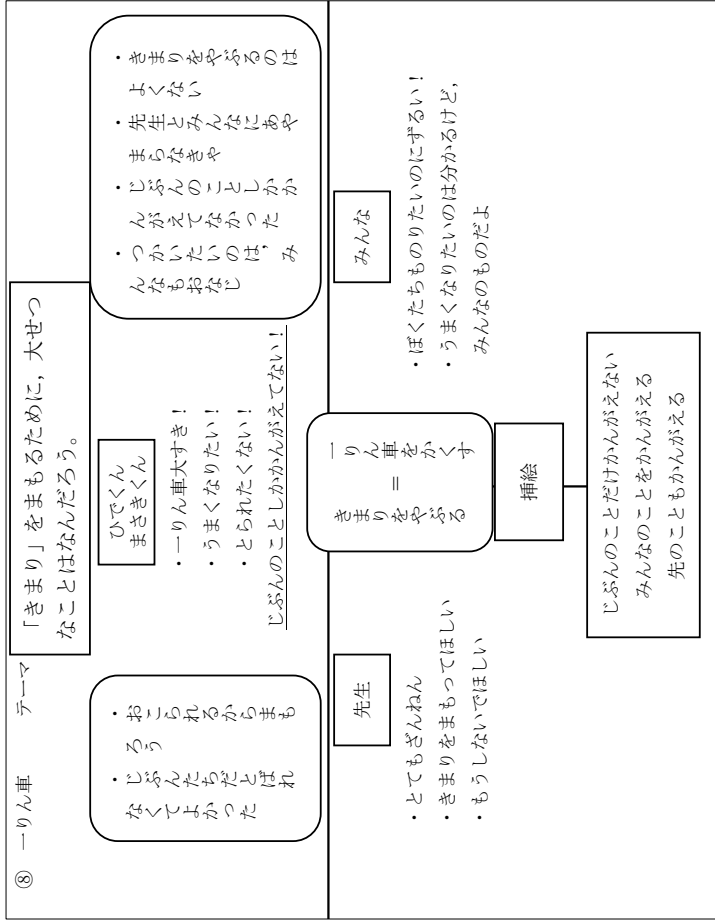 ⑧ 一りん車 テーマ
「きまり」をまもるために，大せつ
なことはなんだろう。
・おこられるからまも
ろう
・じぶんたちだとばれ
なくてよかった
ひでくん
まさきくん
・一りん車大すき！
・うまくなりたい！
・とられたくない！
じぶんのことしかかんがえてない！
・きまりをやぶるのは
よくない
・先生とみんなにあや
まらなきゃ
・じぶんのことしかか
んがえてなかった
・つかいたいのは，み
んなもおなじ
先生
・とてもざんねん
・きまりをまもってほしい
・もうしないでほしい
一りん車をかくす
＝
きまりをやぶる
挿絵
みんな
・ぼくたちものりたいのにずるい！
・うまくなりたいのは分かるけど，
みんなのものだよ
じぶんのことだけかんがえない
みんなのことをかんがえる
先のこともかんがえる